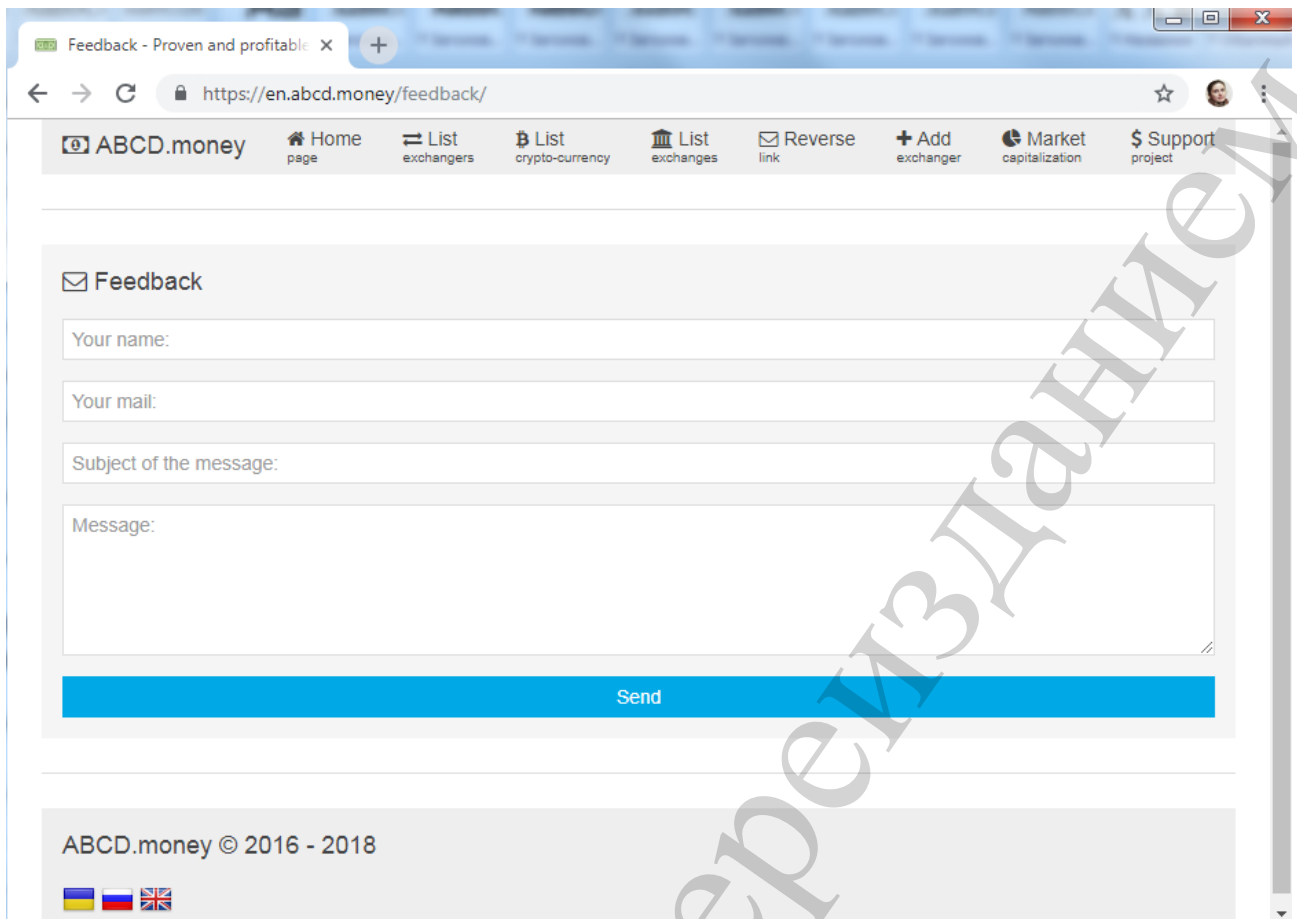 Feedback - Proven and profitable
https://en.abcd.money/feedback/
ABCD.money
Home
page
List
exchangers
List
crypto-currency
List
exchanges
Reverse
link
Add
exchanger
Market
capitalization
Support
project
Feedback
Your name:
Your mail:
Subject of the message:
Message:
Send
ABCD.money © 2016 - 2018
ереизданием